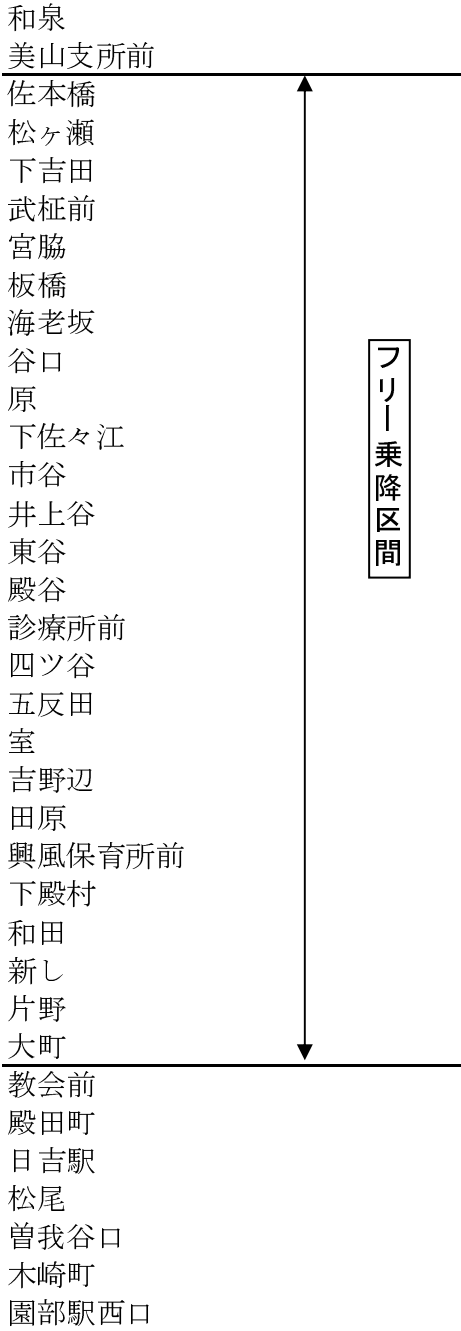 和泉
美山支所前
佐本橋
松ヶ瀬
下吉田
武柾前
宮脇
板橋
海老坂
谷口
原
下佐々江
市谷
井上谷
東谷
殿谷
診療所前
四ツ谷
五反田
室
吉野辺
田原
興風保育所前
下殿村
和田
新し
片野
大町
教会前
殿田町
日吉駅
松尾
曽我谷口
木崎町
園部駅西口
フリー乗降区間